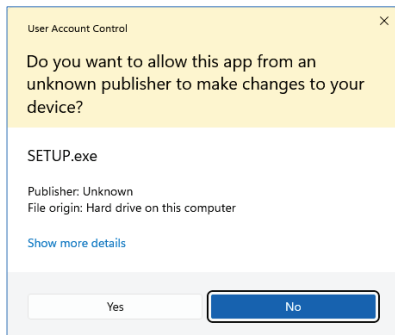 User Account Control
Do you want to allow this app from an
unknown publisher to make changes to your
device?
SETUP.exe
Publisher: Unknown
File origin: Hard drive on this computer
Show more details
Yes
No